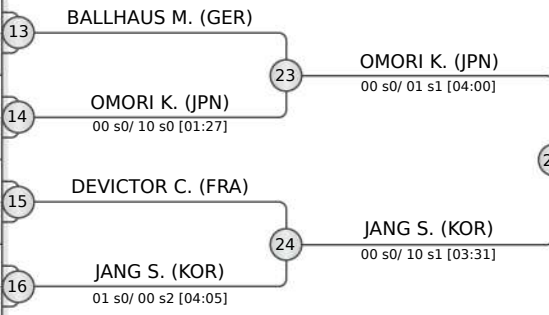 BALLHAUS M. (GER)
13
23
OMORI K. (JPN)
00 s0/ 01 s1 [04:00]
OMORI K. (JPN)
14
00 s0/ 10 s0 [01:27]
DEVICTOR C. (FRA)
15
24
JANG S. (KOR)
00 s0/ 10 s1 [03:31]
JANG S. (KOR)
16
01 s0/ 00 s2 [04:05]